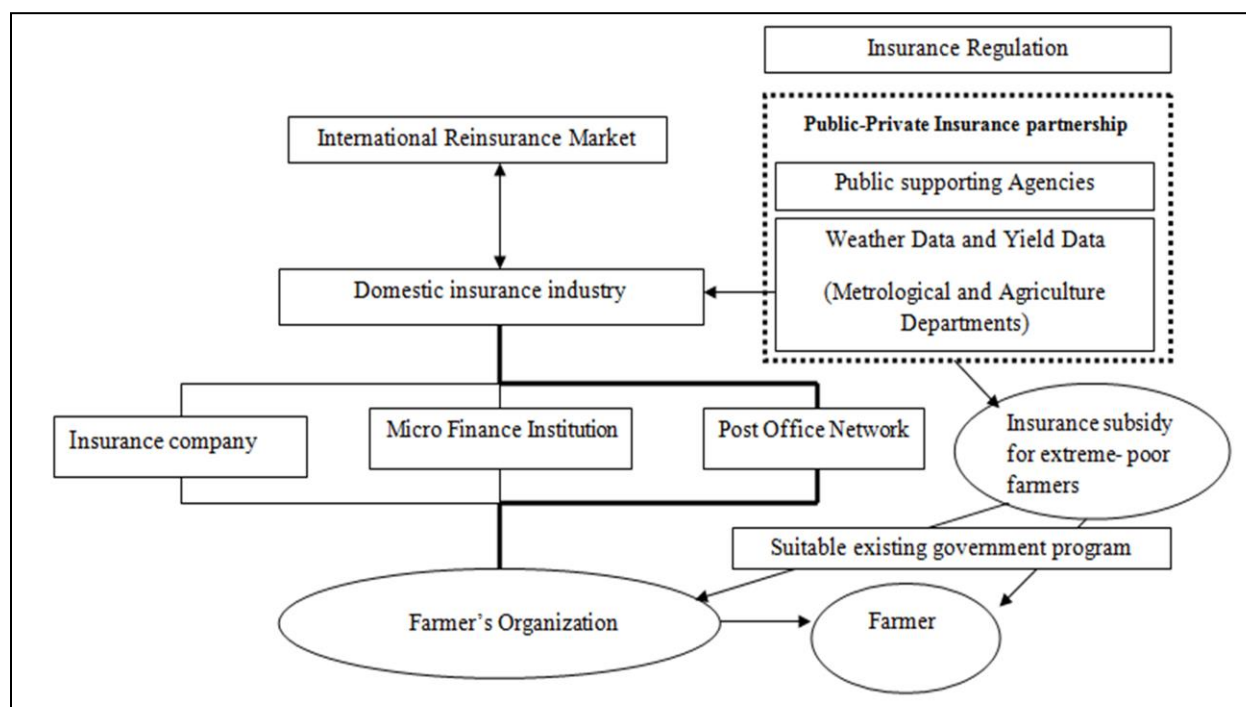 Insurance Regulation
Public-Private Insurance partnership
International Reinsurance Market
Public supporting Agencies
Weather Data and Yield Data
(Metrological and Agriculture
Departments)
Domestic insurance industry
Insurance company
Micro Finance Institution
Post Office Network
Insurance subsidy
for extreme- poor
farmers
Suitable existing government program
Farmer’s Organization
Farmer